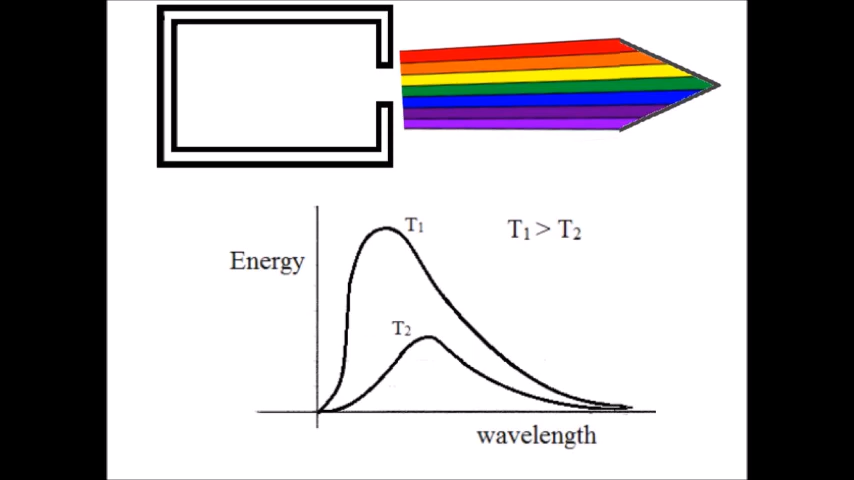 T₁
T₁ > T₂
Energy
T₂
wavelength